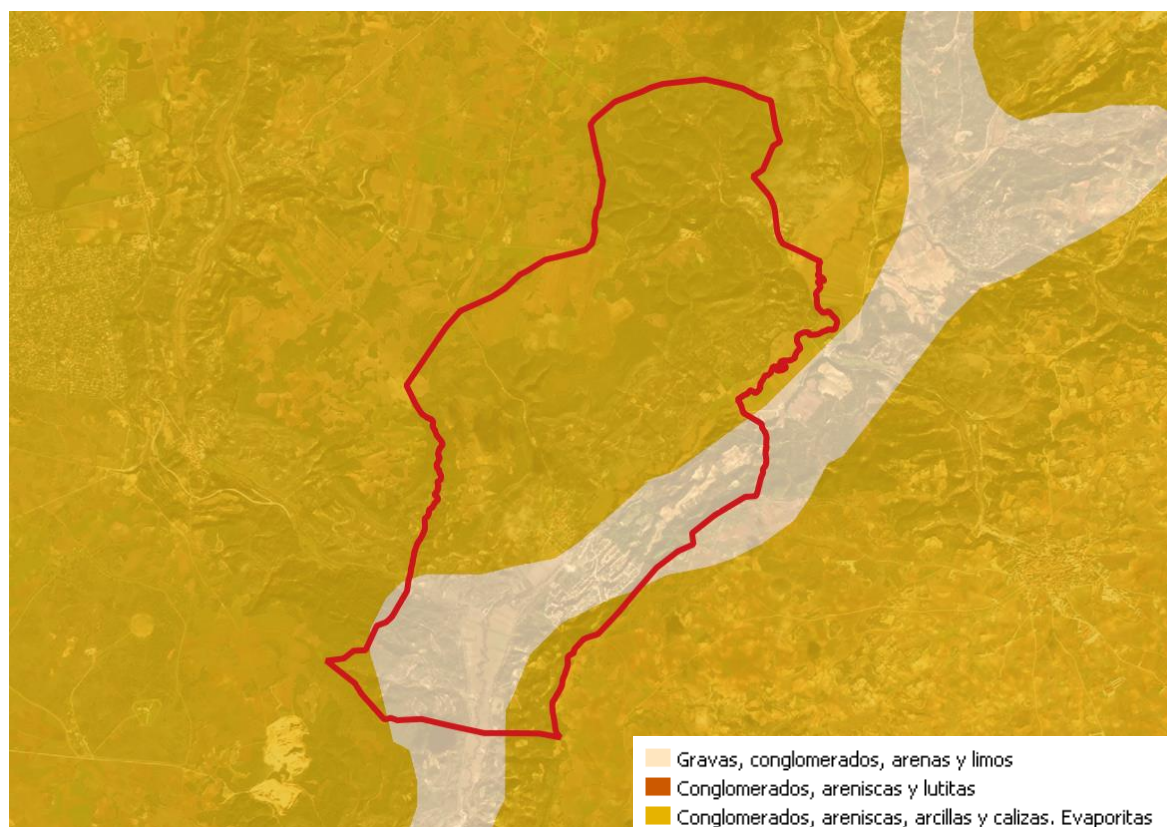 Gravas, conglomerados, arenas y limos
Conglomerados, areniscas y lutitas
Conglomerados, areniscas, arcillas y calizas. Evaporitas